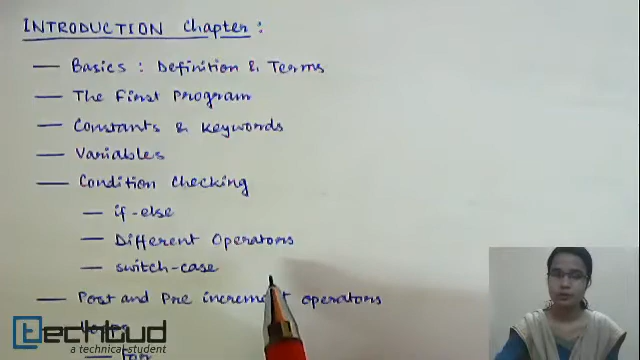 INTRODUCTION Chapter :
— Basics : Definition & Terms
— The First Program
— Constants & Keywords
— Variables
— Condition Checking
— if-else
— Different Operators
— switch-case
— Post and Pre increment operators
techtud
a technical student